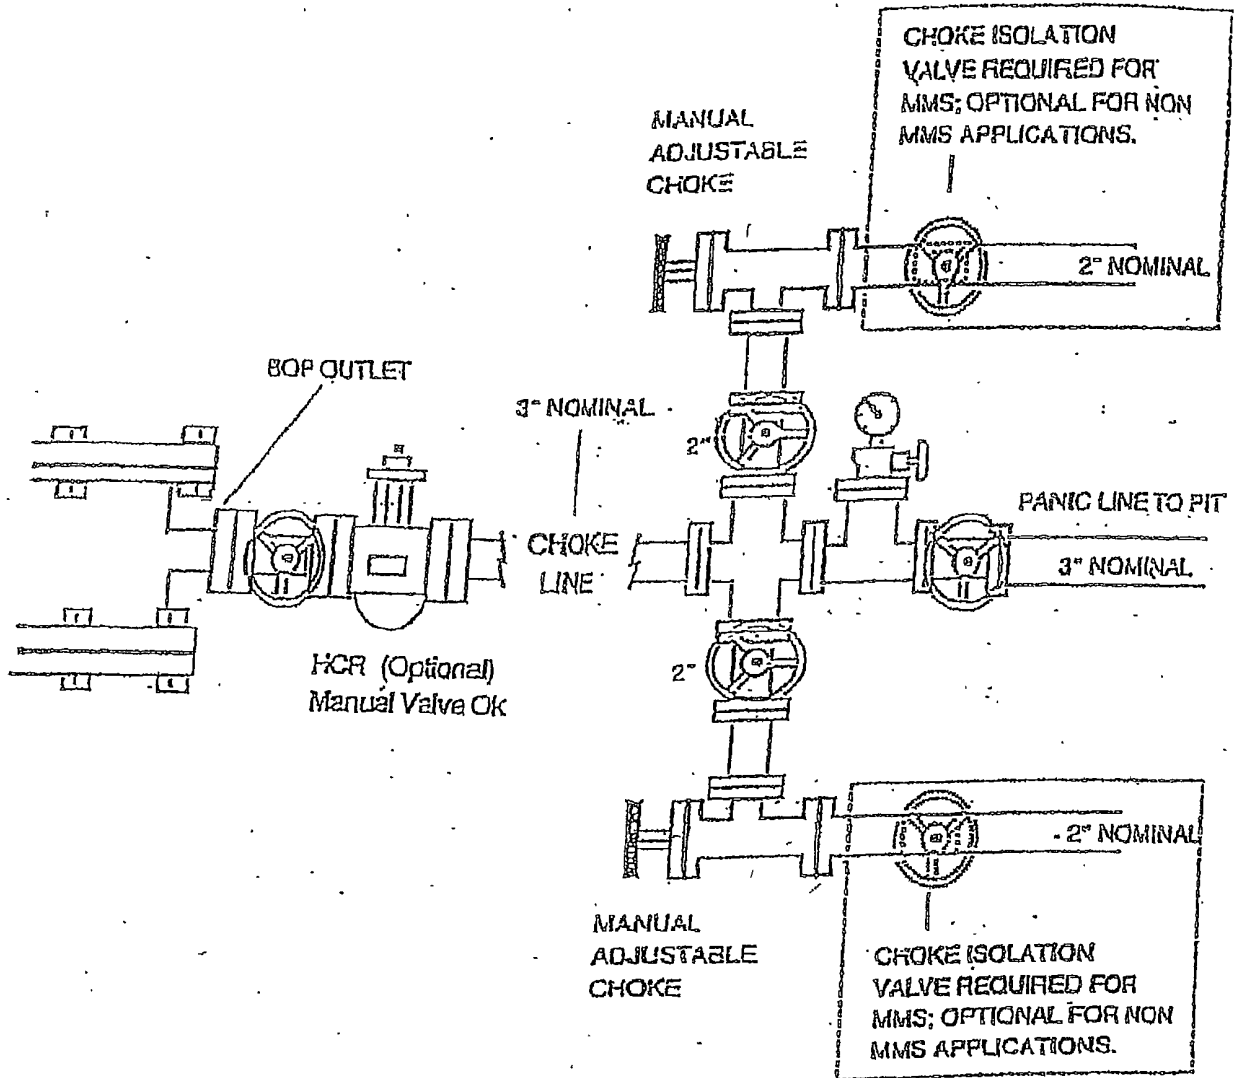 CHOKE ISOLATION
VALVE REQUIRED FOR
MMS; OPTIONAL FOR NON
MMS APPLICATIONS.
MANUAL
ADJUSTABLE
CHOKE
2" NOMINAL
BOP OUTLET
3" NOMINAL
2"
PANIC LINE TO PIT
CHOKE
LINE
3" NOMINAL
HCR (Optional)
Manual Valve Ok
2"
2" NOMINAL
MANUAL
ADJUSTABLE
CHOKE
CHOKE ISOLATION
VALVE REQUIRED FOR
MMS; OPTIONAL FOR NON
MMS APPLICATIONS.